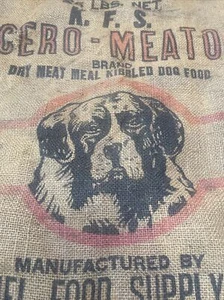 LBS. NET.
K. F. S.
CERO-MEATO
BRAND
DRY MEAT MEAL KIBBLED DOG FOOD
MANUFACTURED BY
FOOD SUPPLY